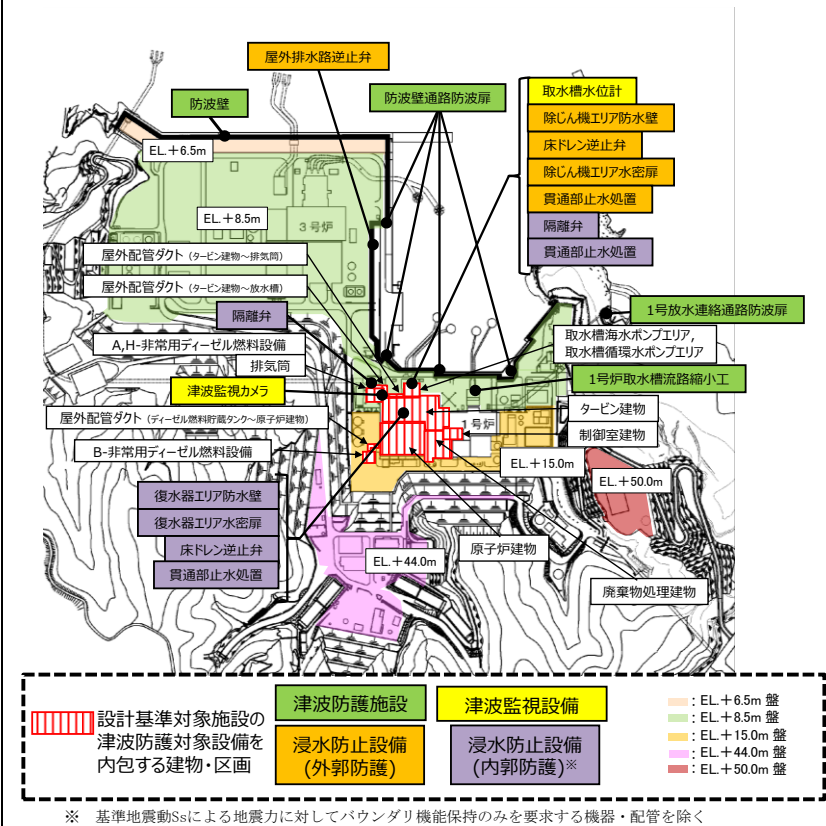 屋外排水路逆止弁
防波壁
防波壁通路防波扉
取水槽水位計
除じん機エリア防水壁
床ドレン逆止弁
除じん機エリア水密扉
貫通部止水処置
隔離弁
貫通部止水処置
EL.+6.5m
EL.+8.5m
3号炉
屋外配管ダクト（タービン建物～排気筒）
屋外配管ダクト（タービン建物～放水槽）
隔離弁
1号放水連絡通路防波扉
取水槽海水ポンプエリア,
取水槽循環水ポンプエリア
A,H-非常用ディーゼル燃料設備
排気筒
1号炉取水槽流路縮小工
津波監視カメラ
タービン建物
屋外配管ダクト（ディーゼル燃料貯蔵タンク～原子炉建物）
1号炉
制御室建物
B-非常用ディーゼル燃料設備
EL.+15.0m
EL.+50.0m
復水器エリア防水壁
復水器エリア水密扉
床ドレン逆止弁
貫通部止水処置
原子炉建物
EL.+44.0m
廃棄物処理建物
設計基準対象施設の
津波防護対象設備を
内包する建物・区画
津波防護施設
津波監視設備
浸水防止設備
(外郭防護)
浸水防止設備
(内郭防護)※
：EL.+6.5m 盤
：EL.+8.5m 盤
：EL.+15.0m 盤
：EL.+44.0m 盤
：EL.+50.0m 盤
※　基準地震動Ssによる地震力に対してバウンダリ機能保持のみを要求する機器・配管を除く